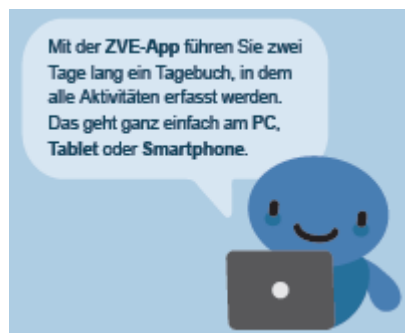 Mit der ZVE-App führen Sie zwei
Tage lang ein Tagebuch, in dem
alle Aktivitäten erfasst werden.
Das geht ganz einfach am PC,
Tablet oder Smartphone.